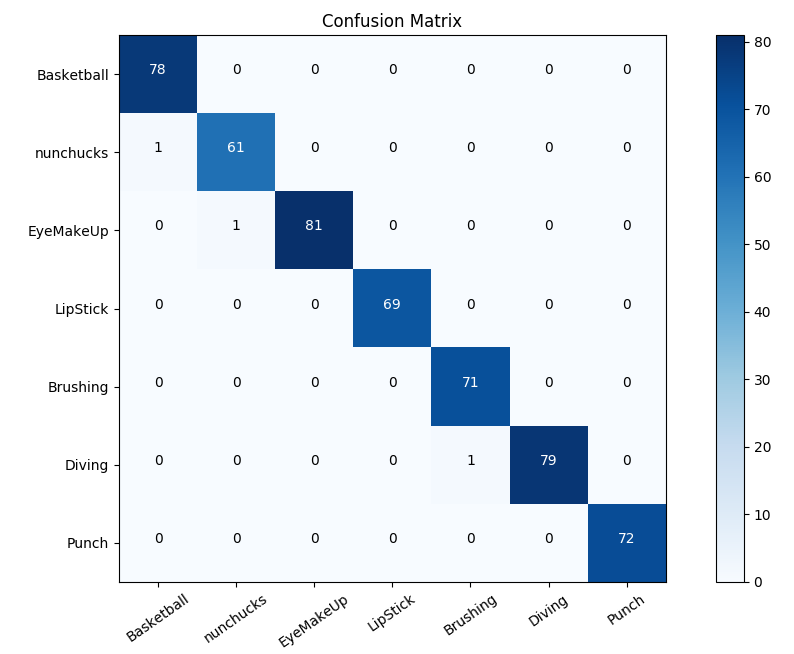 Confusion Matrix
Basketball 78 0 0 0 0 0 0
nunchucks 1 61 0 0 0 0 0
EyeMakeUp 0 1 81 0 0 0 0
LipStick 0 0 0 69 0 0 0
Brushing 0 0 0 0 71 0 0
Diving 0 0 0 0 1 79 0
Punch 0 0 0 0 0 0 72
Basketball nunchucks EyeMakeUp LipStick Brushing Diving Punch
80
70
60
50
40
30
20
10
0